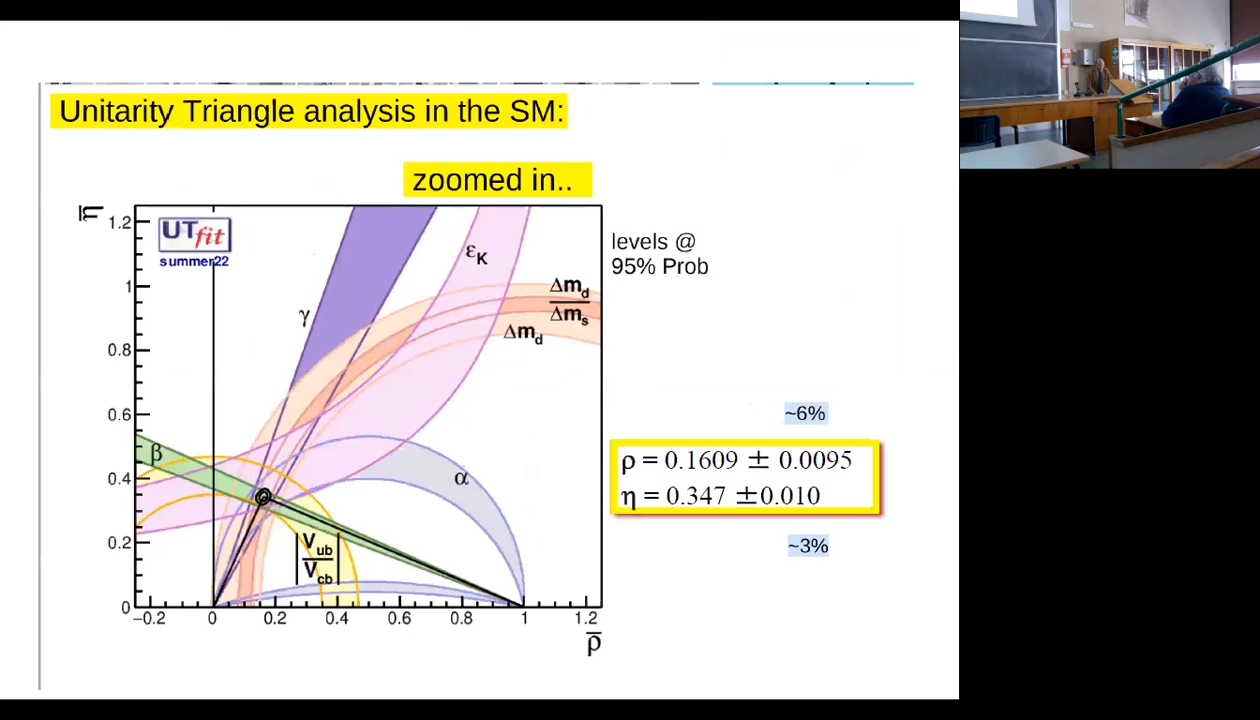 Unitarity Triangle analysis in the SM:
zoomed in..
η̅
UTfit
summer22
levels @
95% Prob
γ
εK
Δmd
Δms
Δmd
β
α
|Vub
Vcb|
1.2
1
0.8
0.6
0.4
0.2
0
−0.2 0 0.2 0.4 0.6 0.8 1 1.2
ρ̅
~6%
ρ = 0.1609 ± 0.0095
η = 0.347 ±0.010
~3%